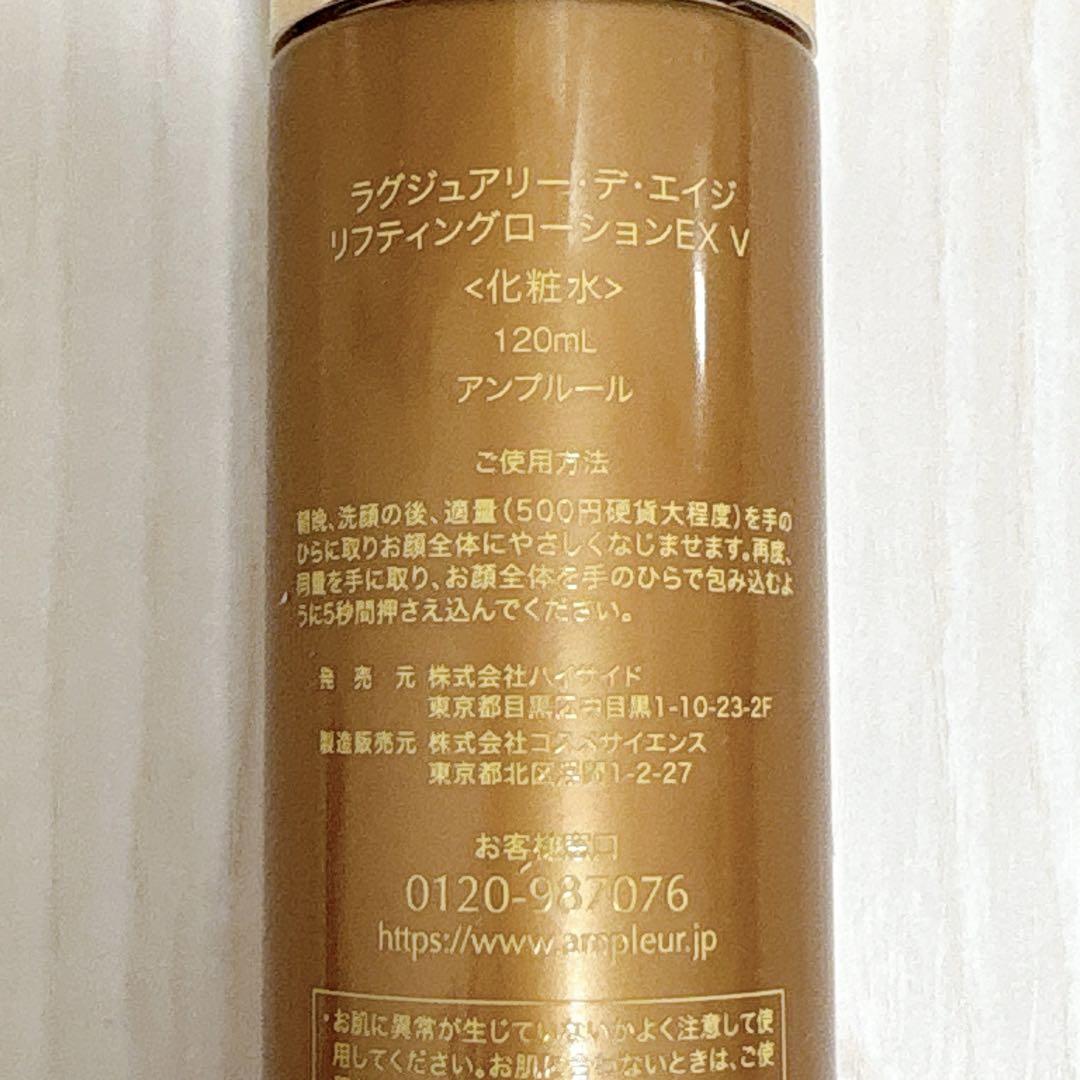 ラグジュアリー・デ・エイジ
リフティングローションEX V
<化粧水>
120mL
アンプルール
ご使用方法
朝晩、洗顔の後、適量(500円硬貨大程度)を手の
ひらに取りお顔全体にやさしくなじませます。再度、
同量を手に取り、お顔全体を手のひらで包み込むよ
うに5秒間押さえ込んでください。
発売元 株式会社ハイサイド
東京都目黒区中目黒1-10-23-2F
製造販売元 株式会社コスメサイエンス
東京都北区浮間1-2-27
お客様窓口
0120-987076
https://www.ampleur.jp
・お肌に異常が生じていないかよく注意して使
用してください。お肌に合わないときは、ご使